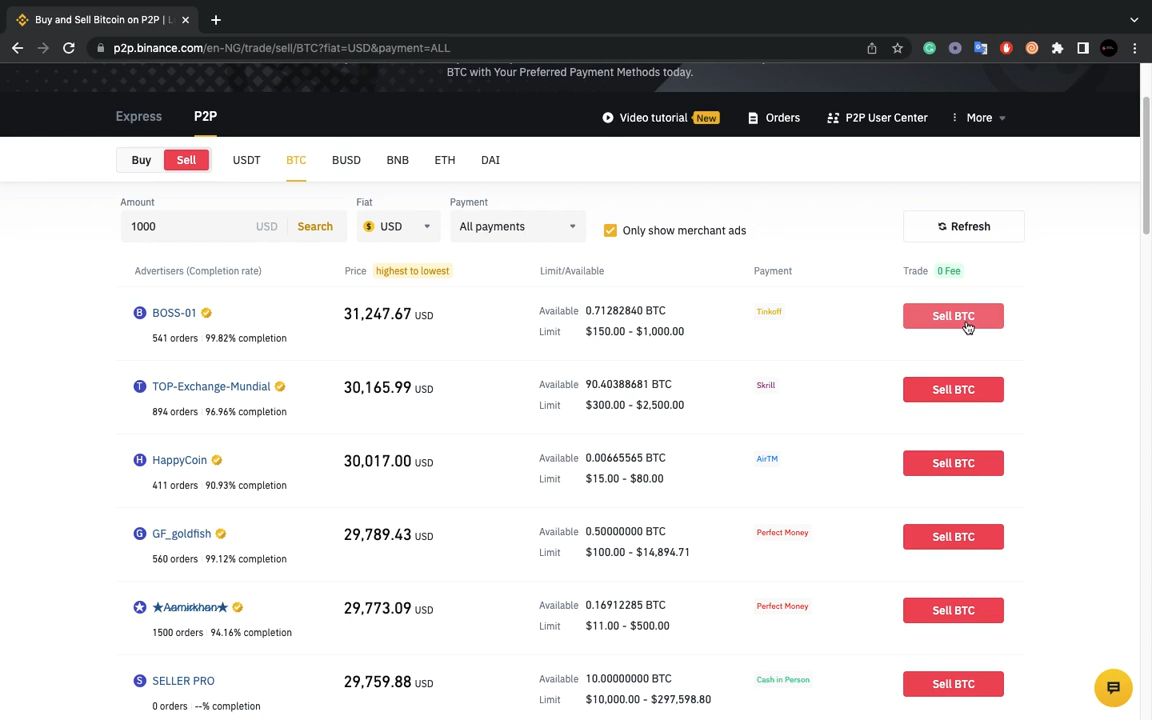 Buy and Sell Bitcoin on P2P | L
p2p.binance.com/en-NG/trade/sell/BTC?fiat=USD&payment=ALL
BTC with Your Preferred Payment Methods today.
Express P2P Video tutorial New Orders P2P User Center More
Buy Sell USDT BTC BUSD BNB ETH DAI
Amount Fiat Payment
1000 USD Search $ USD All payments Only show merchant ads Refresh
Advertisers (Completion rate) Price highest to lowest Limit/Available Payment Trade 0 Fee
B BOSS-01 31,247.67 USD Available 0.71282840 BTC Tinkoff Sell BTC
541 orders 99.82% completion Limit $150.00 - $1,000.00
T TOP-Exchange-Mundial 30,165.99 USD Available 90.40388681 BTC Skrill Sell BTC
894 orders 96.96% completion Limit $300.00 - $2,500.00
H HappyCoin 30,017.00 USD Available 0.00665565 BTC AirTM Sell BTC
411 orders 90.93% completion Limit $15.00 - $80.00
G GF_goldfish 29,789.43 USD Available 0.50000000 BTC Perfect Money Sell BTC
560 orders 99.12% completion Limit $100.00 - $14,894.71
★Aamirkhan★ 29,773.09 USD Available 0.16912285 BTC Perfect Money Sell BTC
1500 orders 94.16% completion Limit $11.00 - $500.00
S SELLER PRO 29,759.88 USD Available 10.00000000 BTC Cash in Person Sell BTC
0 orders --% completion Limit $10,000.00 - $297,598.80